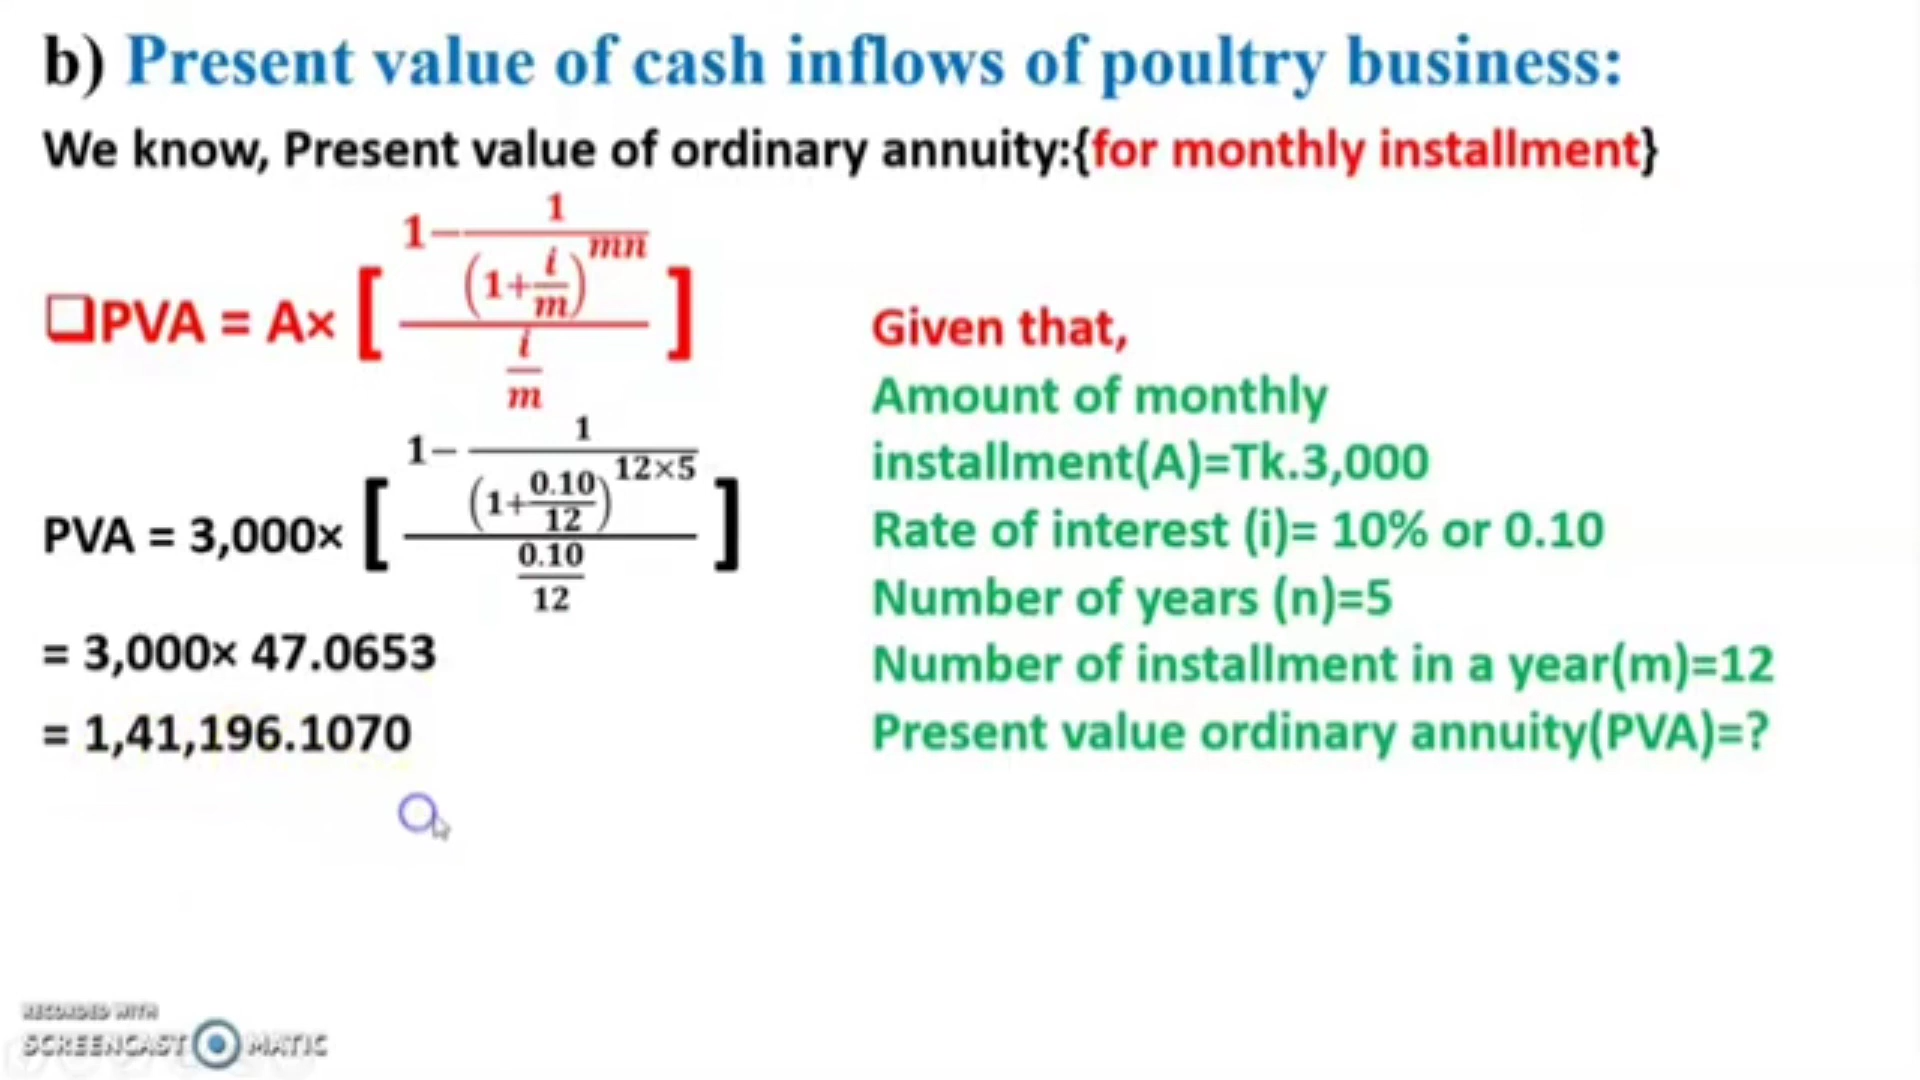 b) Present value of cash inflows of poultry business:
We know, Present value of ordinary annuity:{for monthly installment}
❑PVA = A× [ (1 − 1/(1+i/m)^mn) / (i/m) ]
PVA = 3,000× [ (1 − 1/(1+0.10/12)^12×5) / (0.10/12) ]
= 3,000× 47.0653
= 1,41,196.1070
Given that,
Amount of monthly
installment(A)=Tk.3,000
Rate of interest (i)= 10% or 0.10
Number of years (n)=5
Number of installment in a year(m)=12
Present value ordinary annuity(PVA)=?
RECORDED WITH
SCREENCAST MATIC